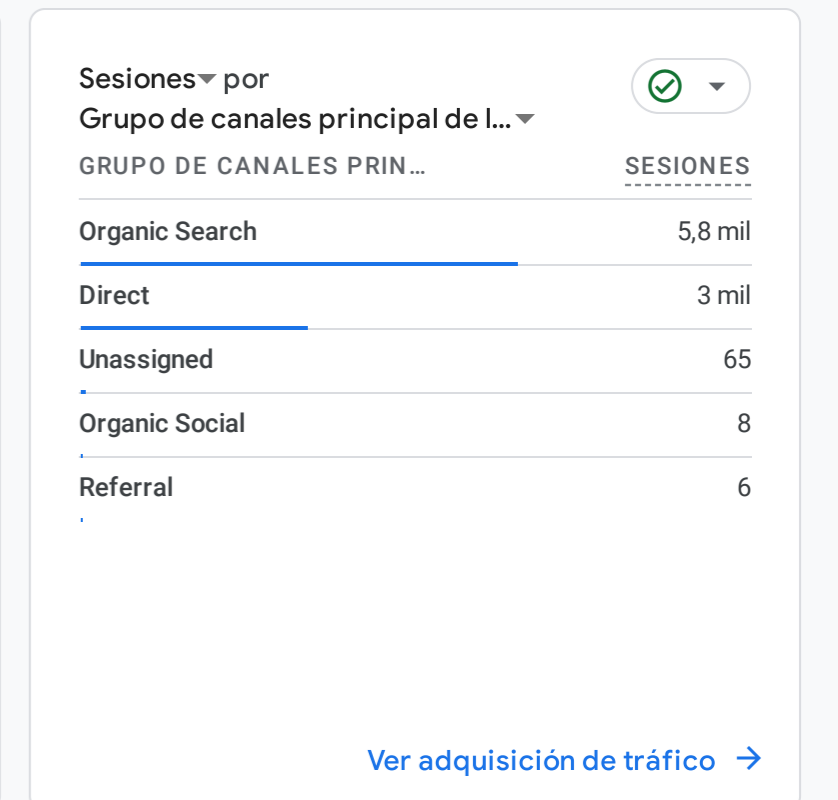 Sesiones por
Grupo de canales principal de l...
GRUPO DE CANALES PRIN... SESIONES
Organic Search 5,8 mil
Direct 3 mil
Unassigned 65
Organic Social 8
Referral 6
Ver adquisición de tráfico